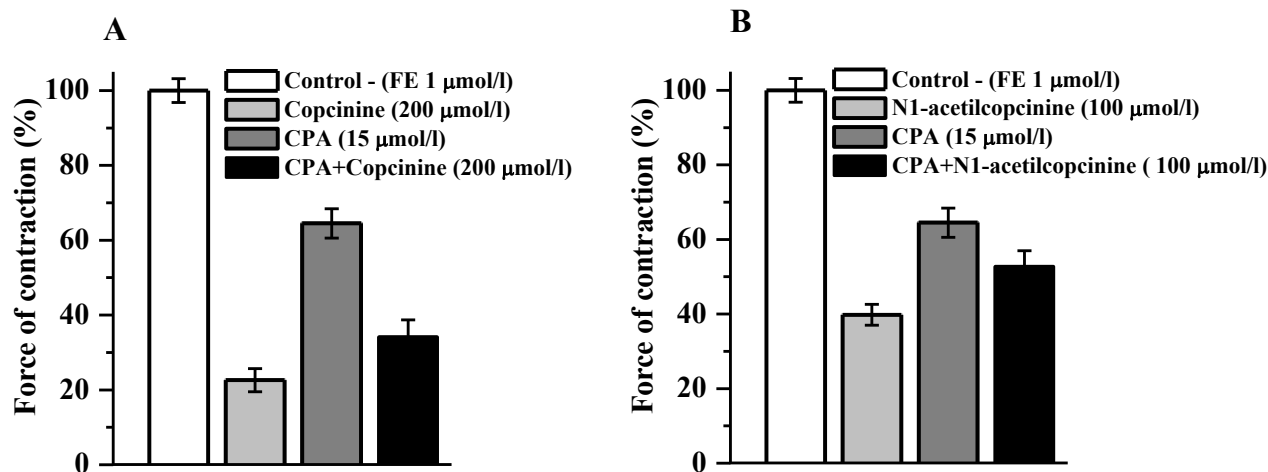 A
Control - (FE 1 μmol/l)
Copcinine (200 μmol/l)
CPA (15 μmol/l)
CPA+Copcinine (200 μmol/l)
Force of contraction (%)
100
80
60
40
20
0
B
Control - (FE 1 μmol/l)
N1-acetilcopcinine (100 μmol/l)
CPA (15 μmol/l)
CPA+N1-acetilcopcinine ( 100 μmol/l)
Force of contraction (%)
100
80
60
40
20
0